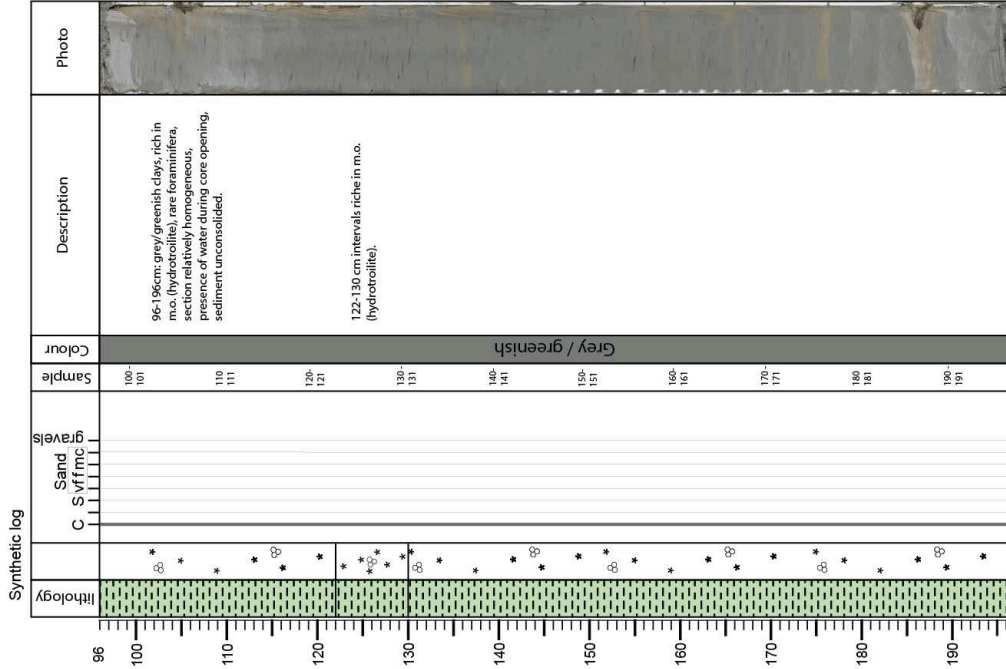 Synthetic log
lithology
C
S
vf f m c
Sand
gravels
Sample
Colour
Description
Photo
96
100
110
120
130
140
150
160
170
180
190
100-
101
110
111
120-
121
130-
131
140-
141
150-
151
160-
161
170-
171
180
181
190-
191
Grey / greenish
96-196cm: grey/greenish clays, rich in
m.o. (hydrotroilite), rare foraminifera,
section relatively homogeneous,
presence of water during core opening,
sediment unconsolided.
122-130 cm intervals riche in m.o.
(hydrotroilite).